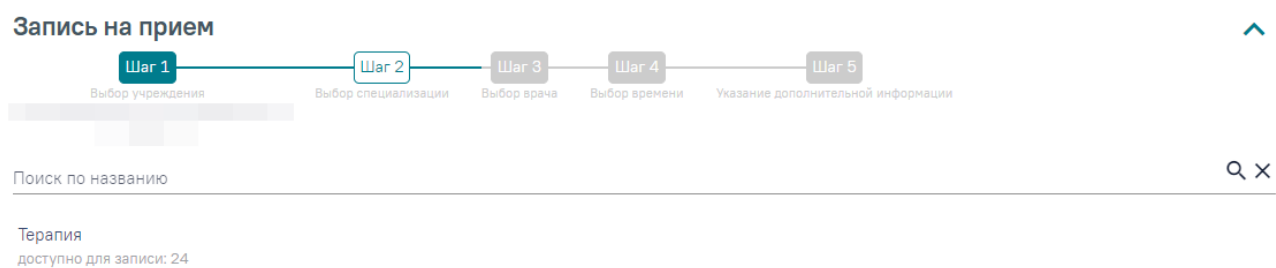 Запись на прием
Шаг 1 Шаг 2 Шаг 3 Шаг 4 Шаг 5
Выбор учреждения Выбор специализации Выбор врача Выбор времени Указание дополнительной информации
Поиск по названию
Терапия
доступно для записи: 24